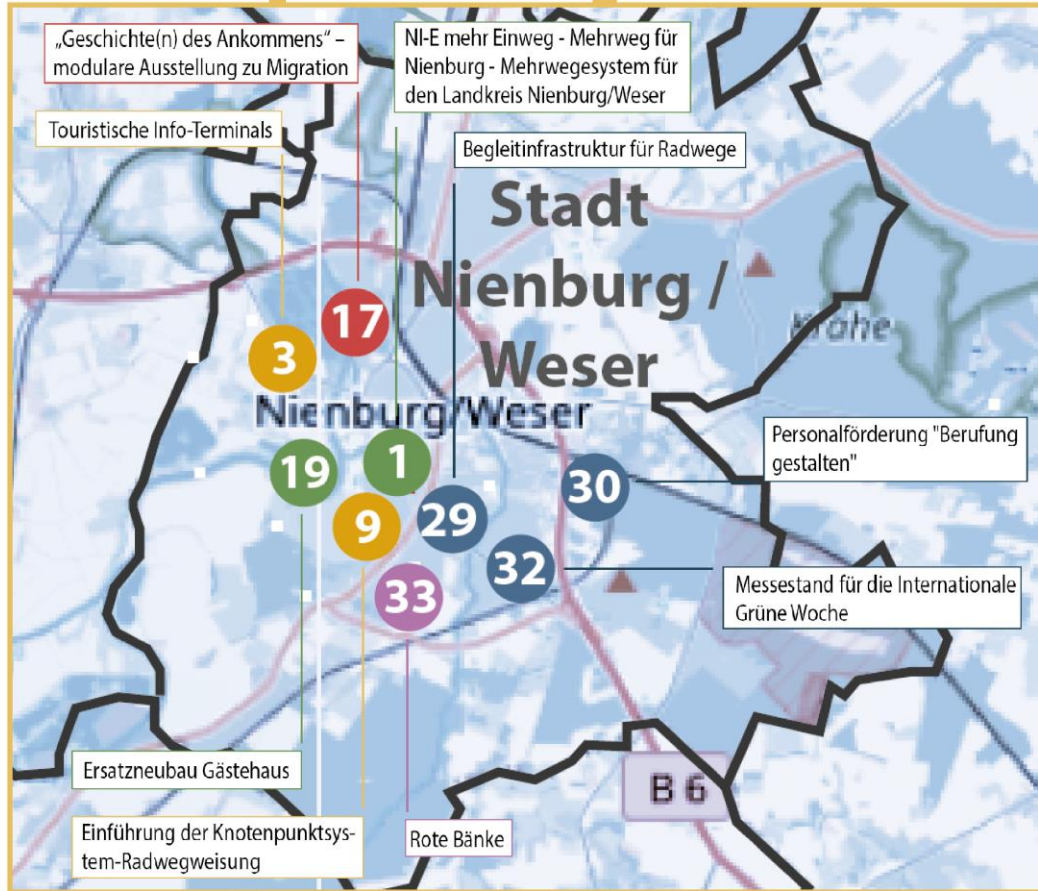 „Geschichte(n) des Ankommens“ –
modulare Ausstellung zu Migration
NI-E mehr Einweg - Mehrweg für
Nienburg - Mehrwegesystem für
den Landkreis Nienburg/Weser
Touristische Info-Terminals
Begleitinfrastruktur für Radwege
Stadt
Nienburg /
Weser
17
3
Krähe
Nienburg/Weser
19
1
30
Personalförderung "Berufung
gestalten"
9
29
32
33
Messestand für die Internationale
Grüne Woche
Ersatzneubau Gästehaus
B 6
Einführung der Knotenpunktsys-
tem-Radwegweisung
Rote Bänke